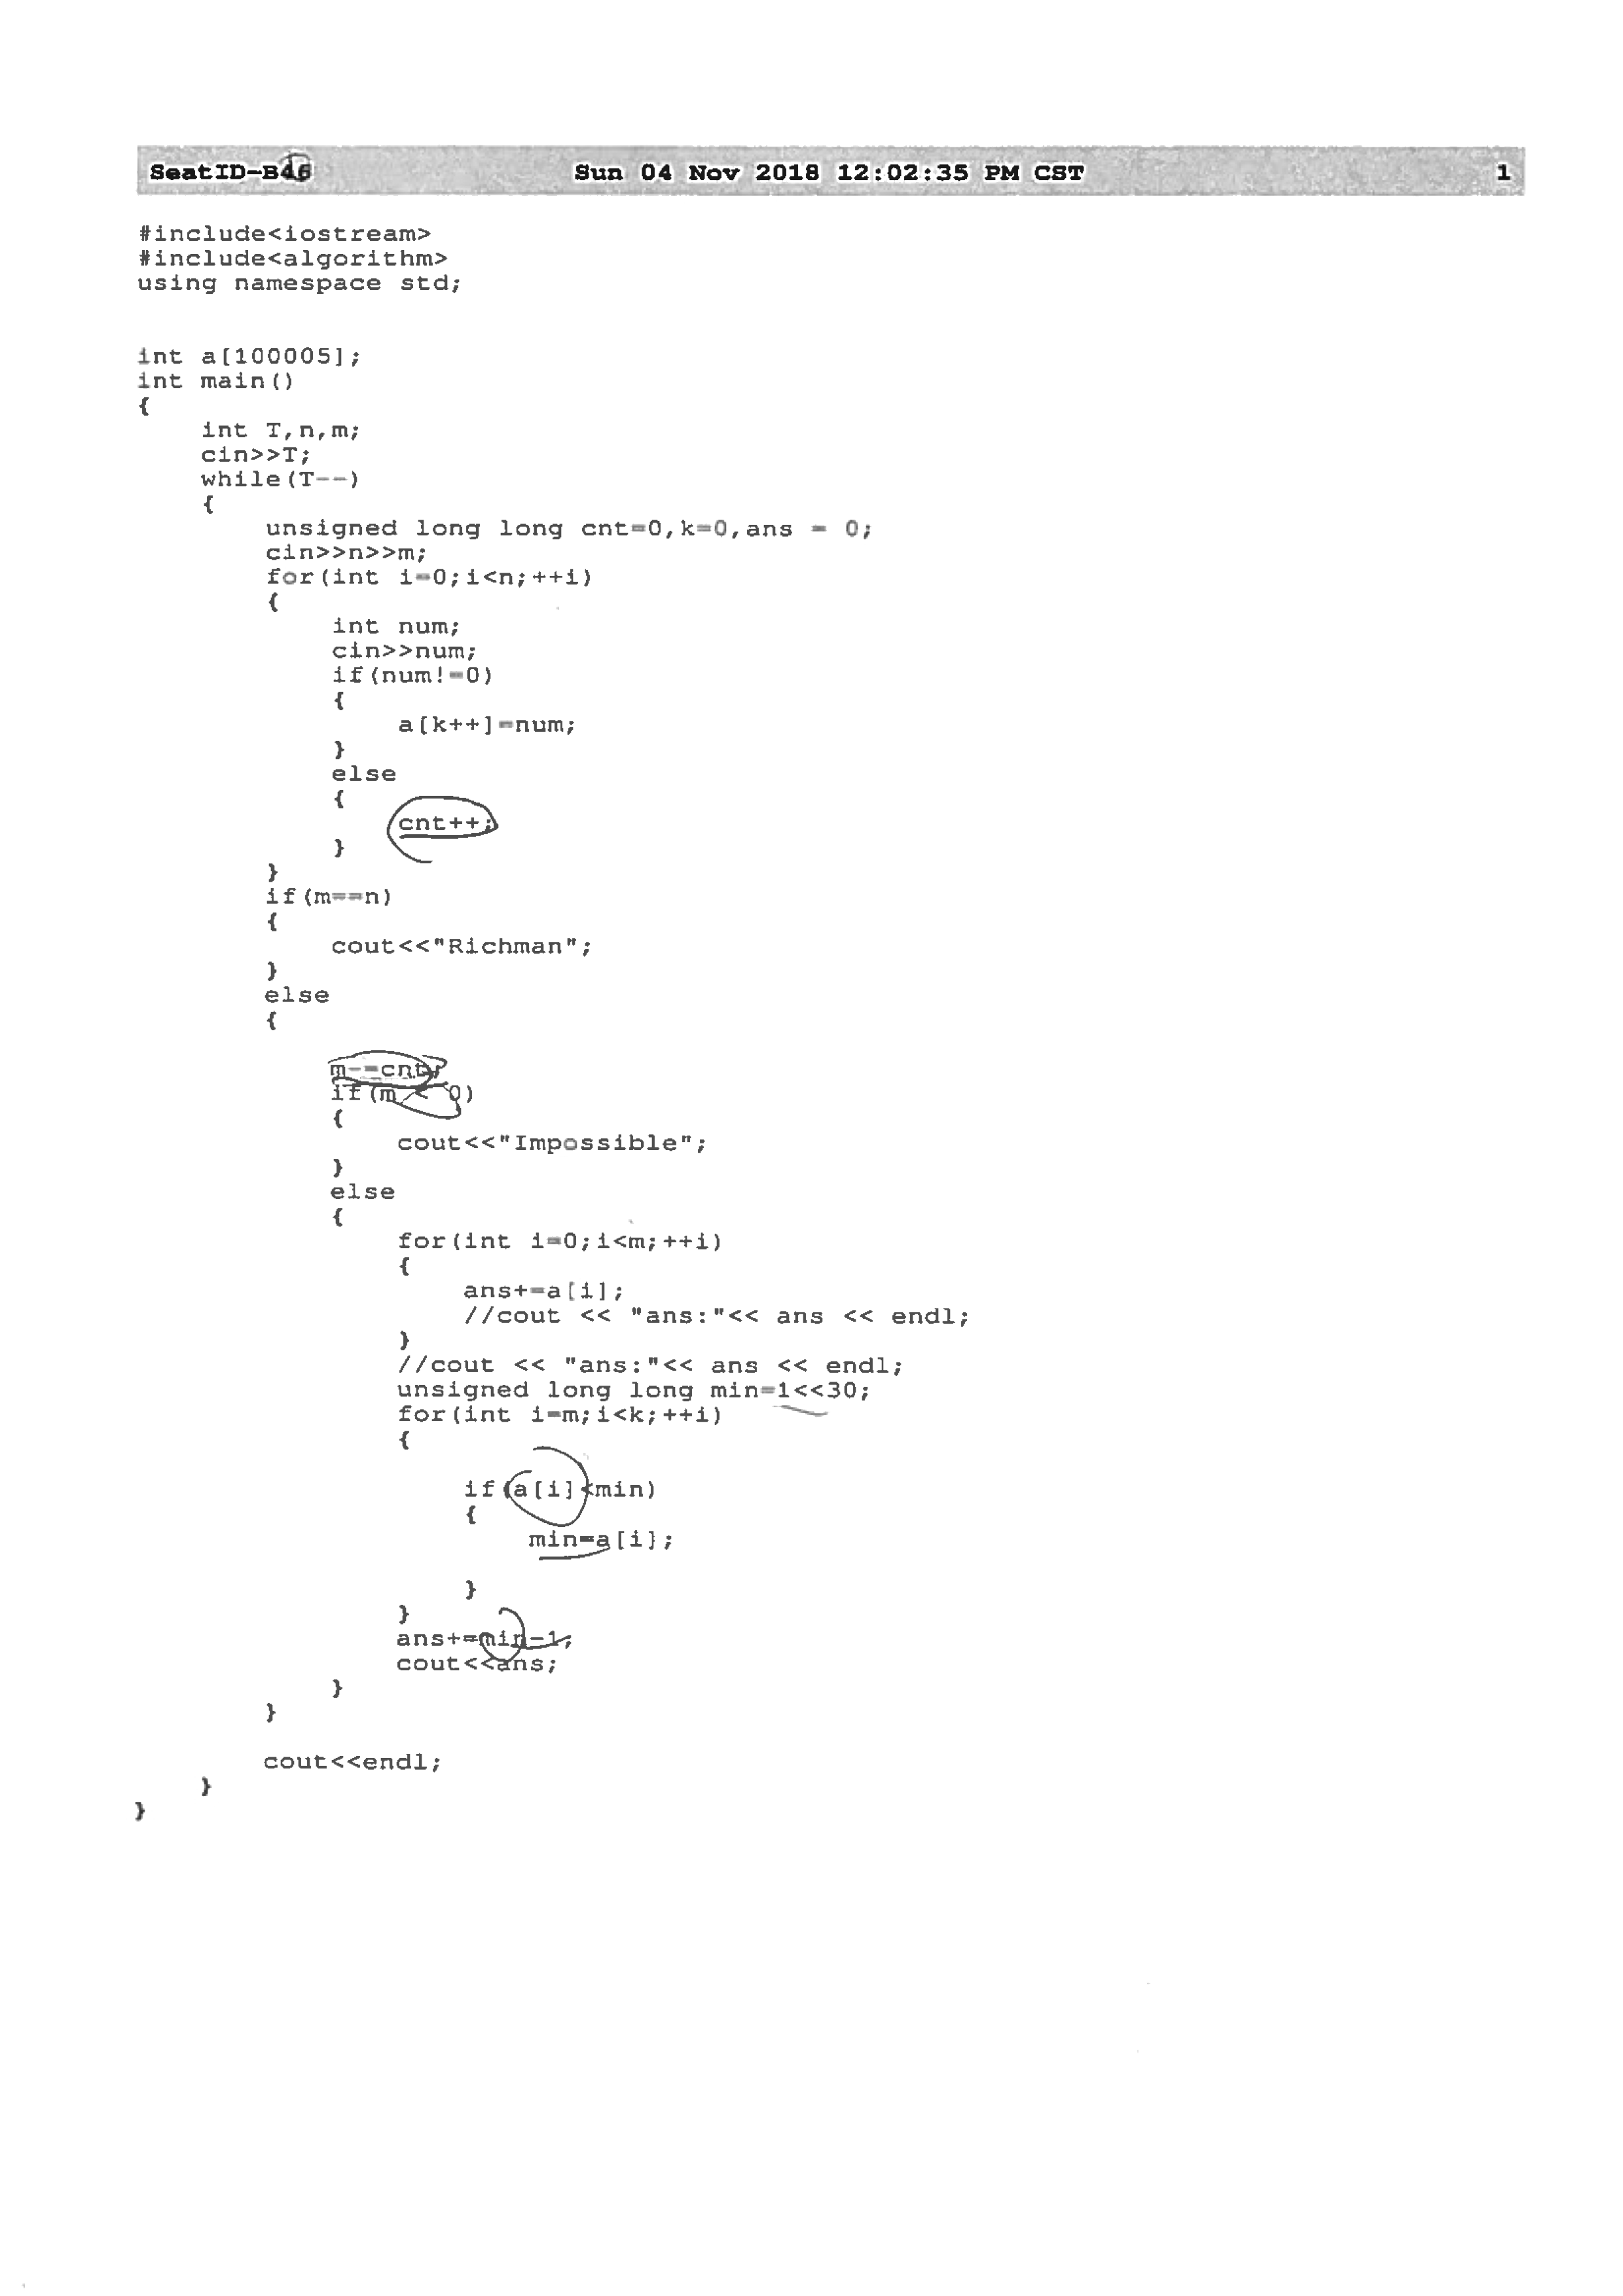 SeatID-B46 Sun 04 Nov 2018 12:02:35 PM CST 1
#include<iostream>
#include<algorithm>
using namespace std;
int a[100005];
int main()
{
int T,n,m;
cin>>T;
while(T--)
{
unsigned long long cnt=0,k=0,ans = 0;
cin>>n>>m;
for(int i=0;i<n;++i)
{
int num;
cin>>num;
if(num!=0)
{
a[k++]=num;
}
else
{
cnt++;
}
}
if(m==n)
{
cout<<"Richman";
}
else
{
m-=cnt;
if(m < 0)
{
cout<<"Impossible";
}
else
{
for(int i=0;i<m;++i)
{
ans+=a[i];
//cout << "ans:"<< ans << endl;
}
//cout << "ans:"<< ans << endl;
unsigned long long min=1<<30;
for(int i=m;i<k;++i)
{
if(a[i]<min)
{
min=a[i];
}
}
ans+=min-1;
cout<<ans;
}
}
cout<<endl;
}
}